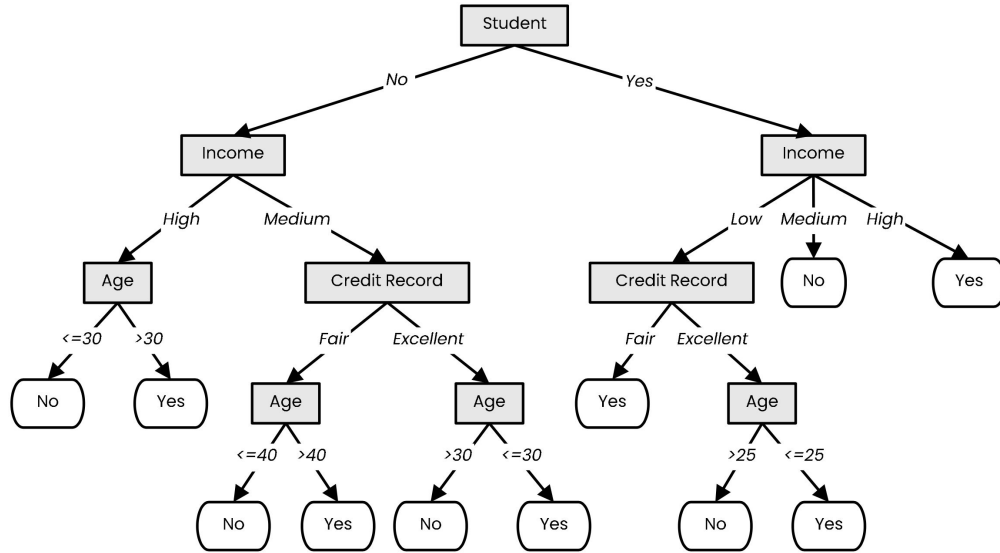 Student
No
Yes
Income
Income
High
Medium
Low
Medium
High
Age
Credit Record
Credit Record
No
Yes
<=30
>30
Fair
Excellent
Fair
Excellent
No
Yes
Age
Age
Yes
Age
<=40
>40
>30
<=30
>25
<=25
No
Yes
No
Yes
No
Yes